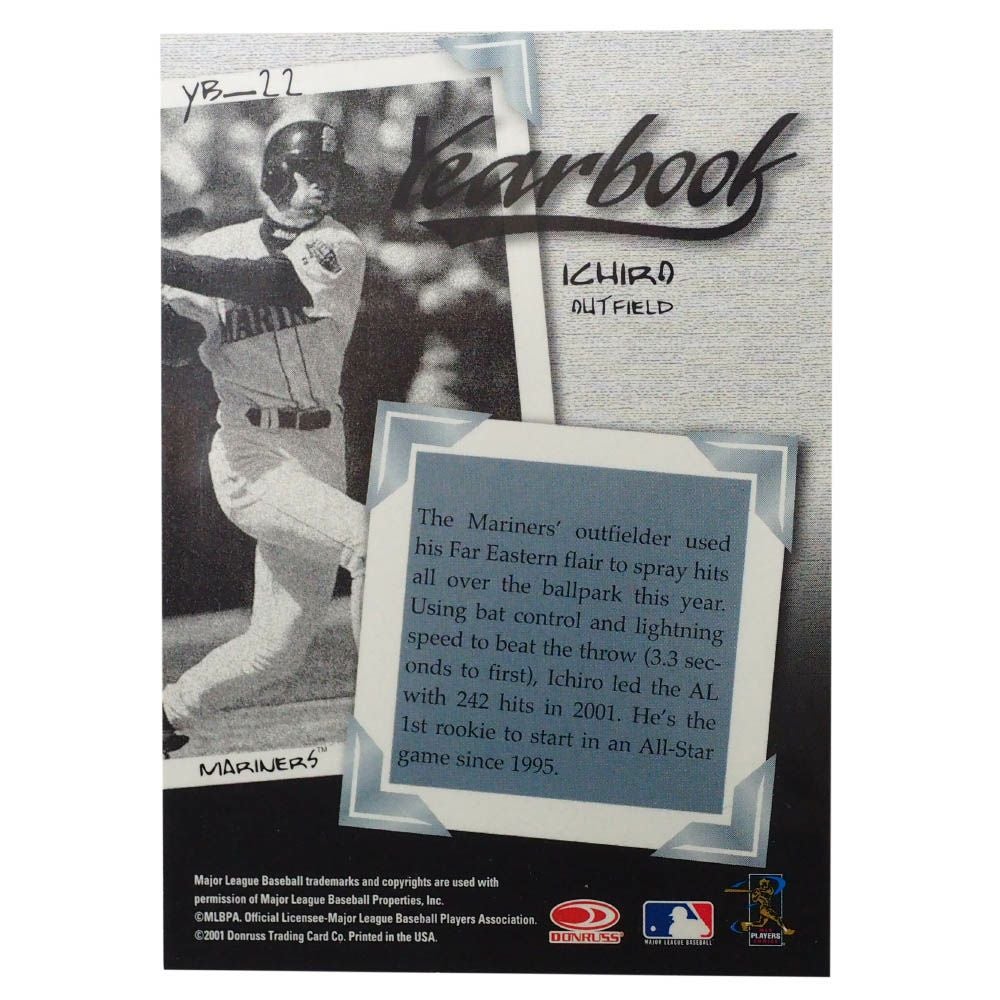 YB-22
Yearbook
ICHIRO
OUTFIELD
MARIN
The Mariners' outfielder used
his Far Eastern flair to spray hits
all over the ballpark this year.
Using bat control and lightning
speed to beat the throw (3.3 sec-
onds to first), Ichiro led the AL
with 242 hits in 2001. He's the
1st rookie to start in an All-Star
game since 1995.
MARINERS™
Major League Baseball trademarks and copyrights are used with
permission of Major League Baseball Properties, Inc.
©MLBPA. Official Licensee-Major League Baseball Players Association.
©2001 Donruss Trading Card Co. Printed in the USA.
DONRUSS
MAJOR LEAGUE BASEBALL
PLAYERS
CHOICE